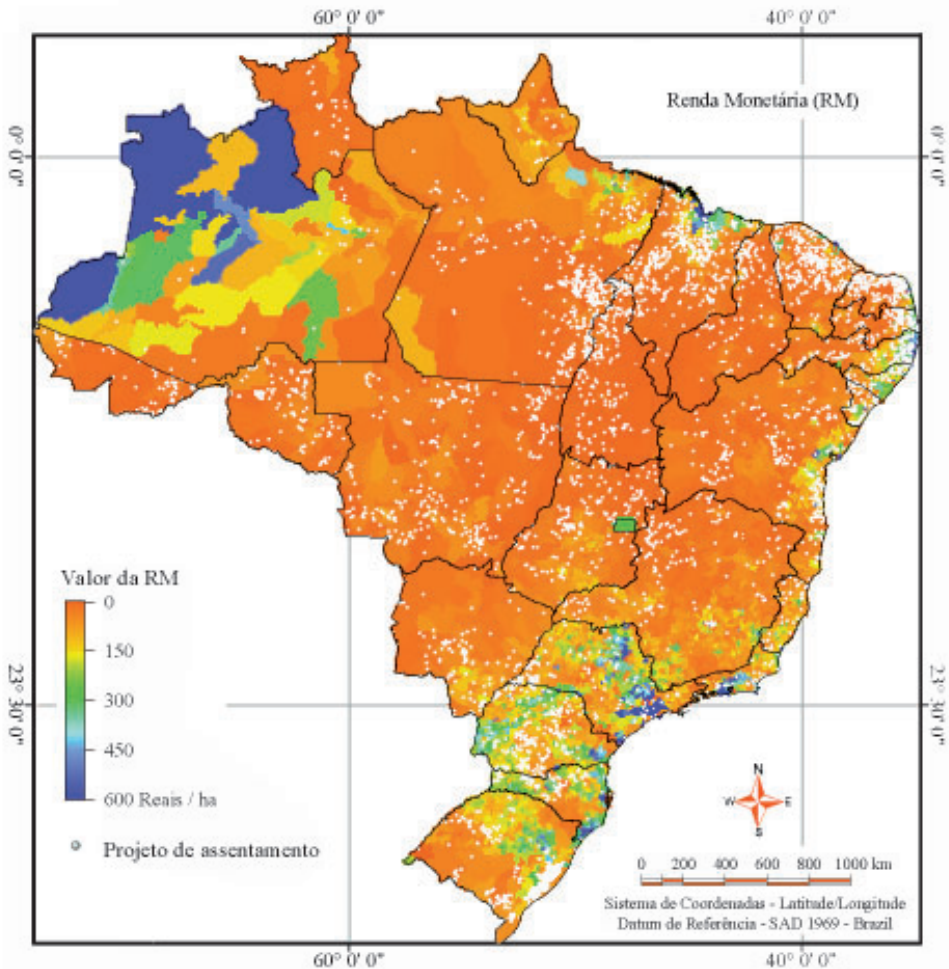 60° 0' 0"
40° 0' 0"
Renda Monetária (RM)
0° 0' 0"
0° 0' 0"
Valor da RM
0
150
300
450
600 Reais / ha
Projeto de assentamento
23° 30' 0"
23° 30' 0"
N
W
E
S
0 200 400 600 800 1000 km
Sistema de Coordenadas - Latitude/Longitude
Datum de Referência - SAD 1969 - Brazil
60° 0' 0"
40° 0' 0"